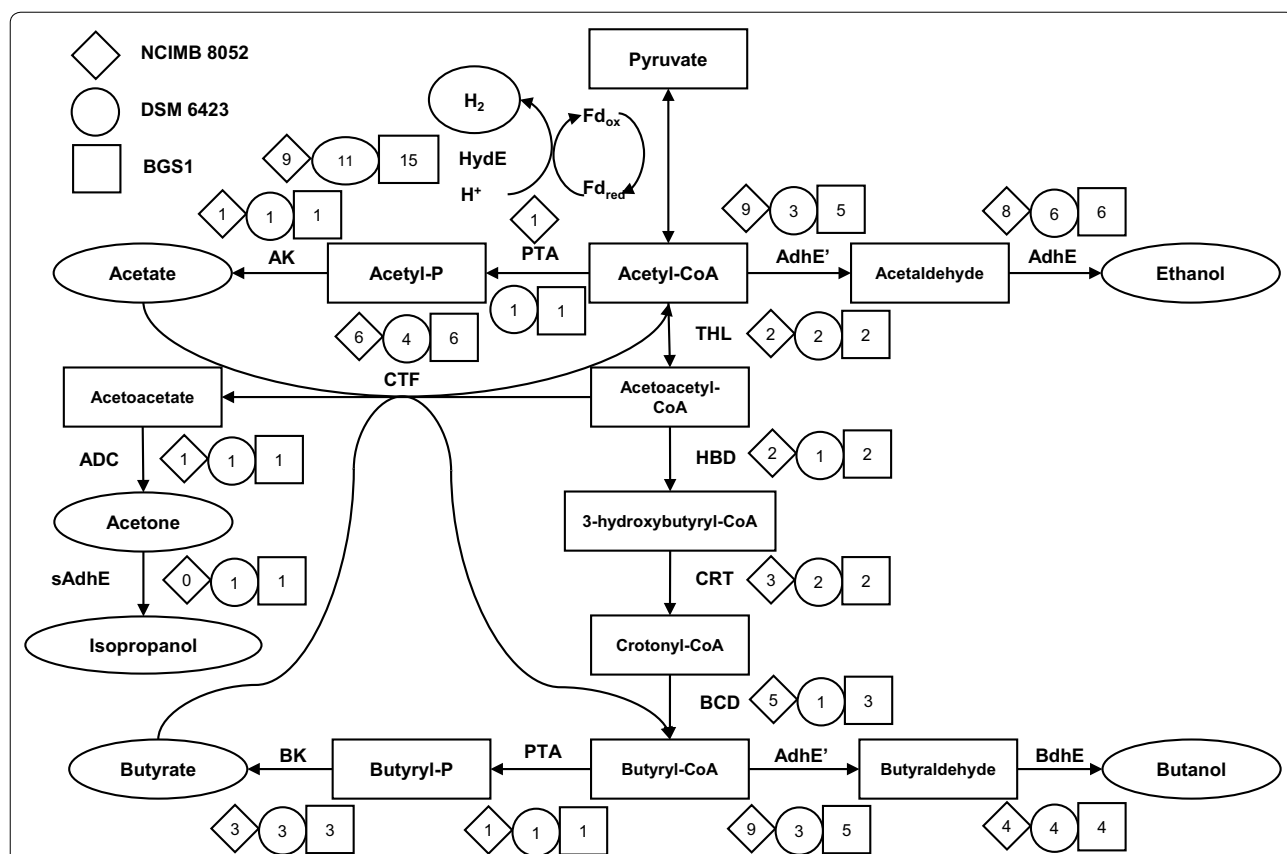 NCIMB 8052
DSM 6423
BGS1
Pyruvate
H2
Fdox
HydE
H+
Fdred
9 11 15
1 1 1
1
9 3 5
8 6 6
Acetate
AK
Acetyl-P
PTA
Acetyl-CoA
AdhE’
Acetaldehyde
AdhE
Ethanol
1 1
6 4 6
THL
2 2 2
CTF
Acetoacetate
Acetoacetyl-
CoA
ADC
1 1 1
HBD
2 1 2
Acetone
3-hydroxybutyryl-CoA
sAdhE
0 1 1
CRT
3 2 2
Isopropanol
Crotonyl-CoA
BCD
5 1 3
Butyrate
BK
Butyryl-P
PTA
Butyryl-CoA
AdhE’
Butyraldehyde
BdhE
Butanol
3 3 3
1 1 1
9 3 5
4 4 4